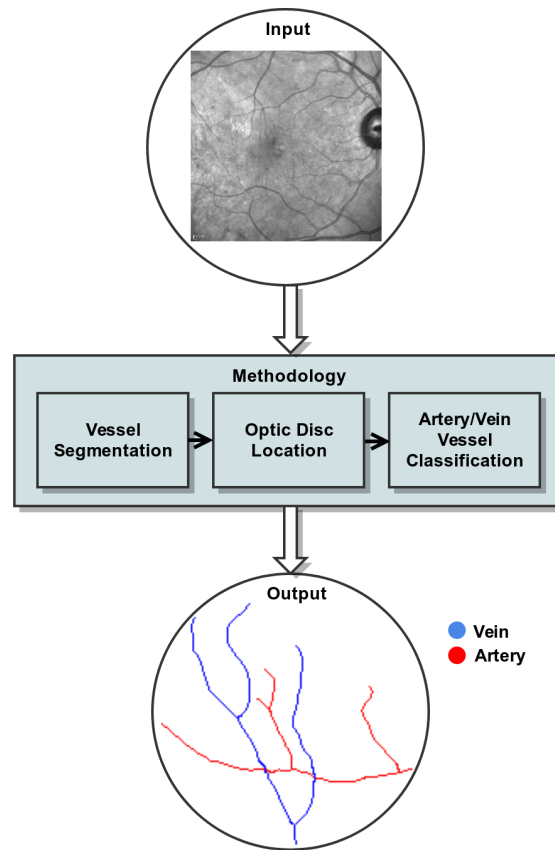 Input
Methodology
Vessel
Segmentation
Optic Disc
Location
Artery/Vein
Vessel
Classification
Output
Vein
Artery